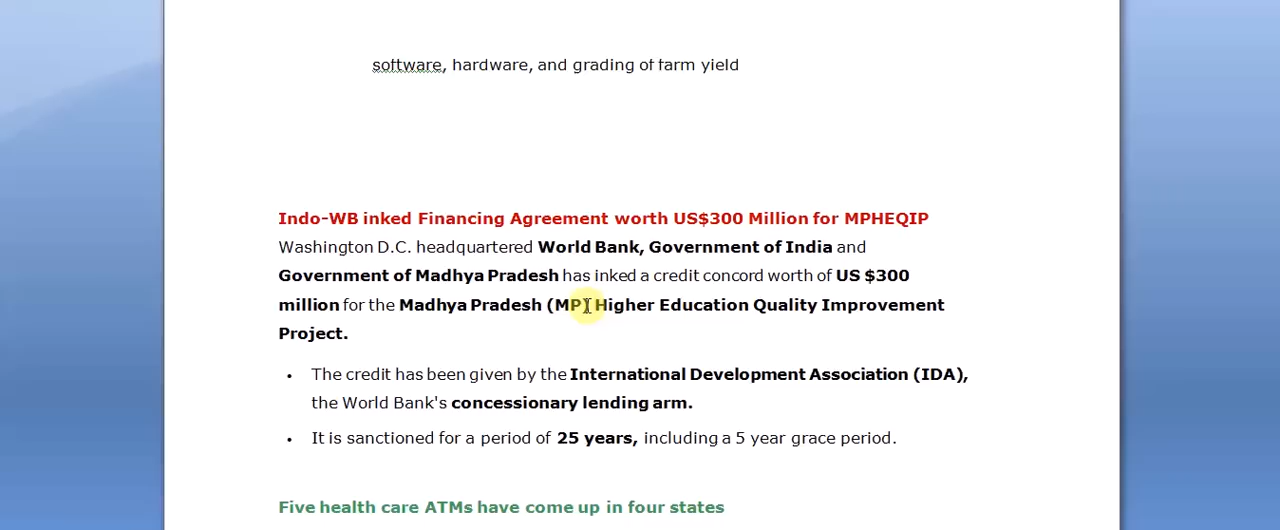 software, hardware, and grading of farm yield
Indo-WB inked Financing Agreement worth US$300 Million for MPHEQIP
Washington D.C. headquartered World Bank, Government of India and
Government of Madhya Pradesh has inked a credit concord worth of US $300
million for the Madhya Pradesh (MP) Higher Education Quality Improvement
Project.
• The credit has been given by the International Development Association (IDA),
the World Bank's concessionary lending arm.
• It is sanctioned for a period of 25 years, including a 5 year grace period.
Five health care ATMs have come up in four states